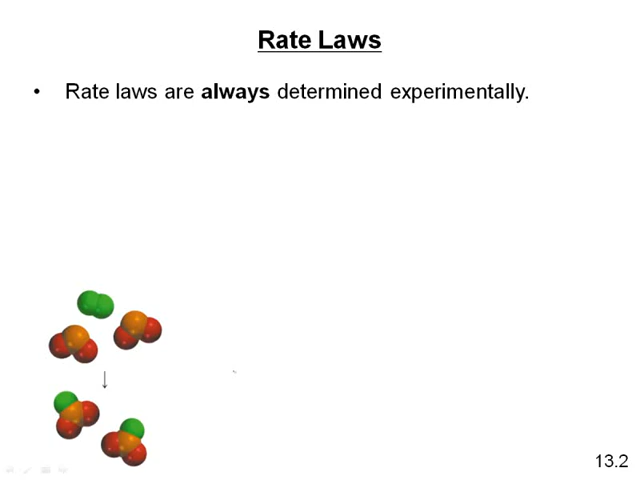 Rate Laws
• Rate laws are always determined experimentally.
13.2